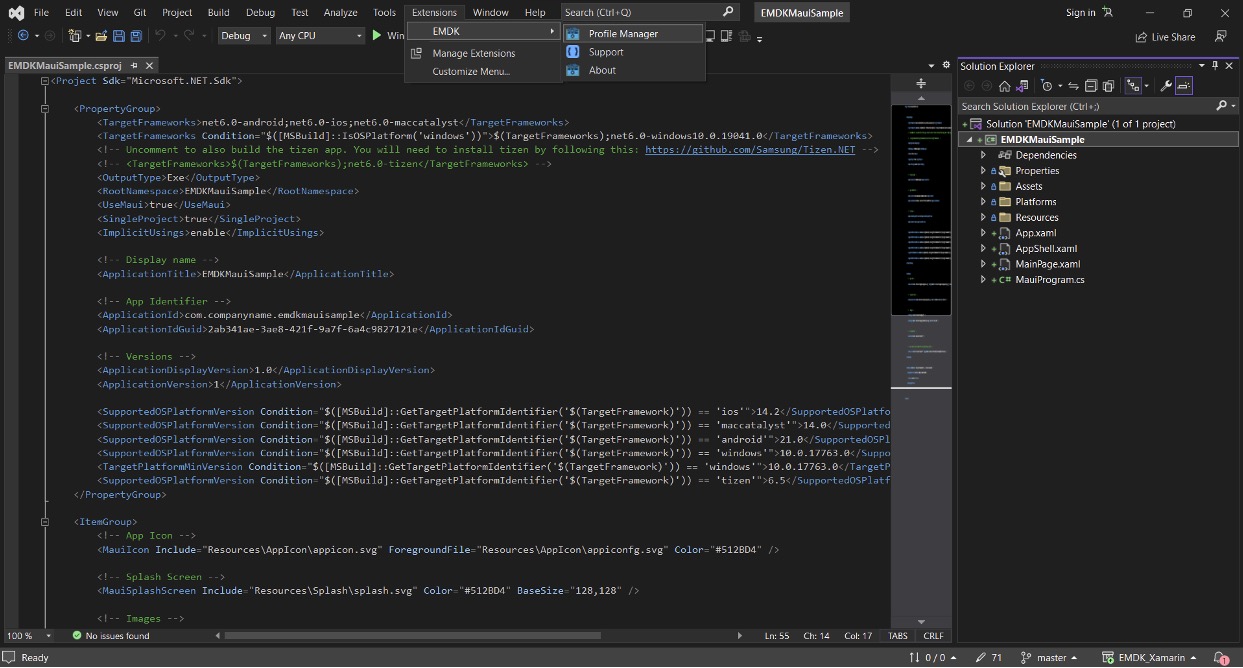 File Edit View Git Project Build Debug Test Analyze Tools Extensions Window Help Search (Ctrl+Q) EMDKMauiSample Sign in
Debug Any CPU Win Live Share
EMDK
Manage Extensions
Customize Menu...
Profile Manager
Support
About
EMDKMauiSample.csproj
<Project Sdk="Microsoft.NET.Sdk">
<PropertyGroup>
<TargetFrameworks>net6.0-android;net6.0-ios;net6.0-maccatalyst</TargetFrameworks>
<TargetFrameworks Condition="$([MSBuild]::IsOSPlatform('windows'))">$(TargetFrameworks);net6.0-windows10.0.19041.0</TargetFrameworks>
<!-- Uncomment to also build the tizen app. You will need to install tizen by following this: https://github.com/Samsung/Tizen.NET -->
<!-- <TargetFrameworks>$(TargetFrameworks);net6.0-tizen</TargetFrameworks> -->
<OutputType>Exe</OutputType>
<RootNamespace>EMDKMauiSample</RootNamespace>
<UseMaui>true</UseMaui>
<SingleProject>true</SingleProject>
<ImplicitUsings>enable</ImplicitUsings>
<!-- Display name -->
<ApplicationTitle>EMDKMauiSample</ApplicationTitle>
<!-- App Identifier -->
<ApplicationId>com.companyname.emdkmauisample</ApplicationId>
<ApplicationIdGuid>2ab341ae-3ae8-421f-9a7f-6a4c9827121e</ApplicationIdGuid>
<!-- Versions -->
<ApplicationDisplayVersion>1.0</ApplicationDisplayVersion>
<ApplicationVersion>1</ApplicationVersion>
<SupportedOSPlatformVersion Condition="$([MSBuild]::GetTargetPlatformIdentifier('$(TargetFramework)')) == 'ios'">14.2</SupportedOSPlatfo
<SupportedOSPlatformVersion Condition="$([MSBuild]::GetTargetPlatformIdentifier('$(TargetFramework)')) == 'maccatalyst'">14.0</Supported
<SupportedOSPlatformVersion Condition="$([MSBuild]::GetTargetPlatformIdentifier('$(TargetFramework)')) == 'android'">21.0</SupportedOSPl
<SupportedOSPlatformVersion Condition="$([MSBuild]::GetTargetPlatformIdentifier('$(TargetFramework)')) == 'windows'">10.0.17763.0</Suppo
<TargetPlatformMinVersion Condition="$([MSBuild]::GetTargetPlatformIdentifier('$(TargetFramework)')) == 'windows'">10.0.17763.0</TargetP
<SupportedOSPlatformVersion Condition="$([MSBuild]::GetTargetPlatformIdentifier('$(TargetFramework)')) == 'tizen'">6.5</SupportedOSPlatf
</PropertyGroup>
<ItemGroup>
<!-- App Icon -->
<MauiIcon Include="Resources\AppIcon\appicon.svg" ForegroundFile="Resources\AppIcon\appiconfg.svg" Color="#512BD4" />
<!-- Splash Screen -->
<MauiSplashScreen Include="Resources\Splash\splash.svg" Color="#512BD4" BaseSize="128,128" />
<!-- Images -->
100 % No issues found Ln: 55 Ch: 14 Col: 17 TABS CRLF
Solution Explorer
Search Solution Explorer (Ctrl+;)
Solution 'EMDKMauiSample' (1 of 1 project)
EMDKMauiSample
Dependencies
Properties
Assets
Platforms
Resources
App.xaml
AppShell.xaml
MainPage.xaml
C# MauiProgram.cs
Ready 0 / 0 71 master EMDK_Xamarin 1